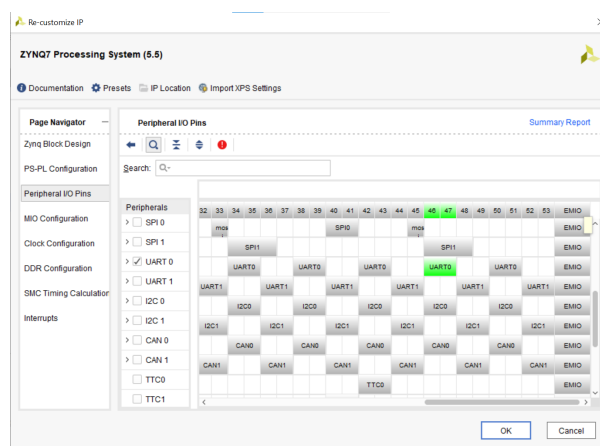 Re-customize IP
ZYNQ7 Processing System (5.5)
Documentation Presets IP Location Import XPS Settings
Page Navigator
Zynq Block Design
PS-PL Configuration
Peripheral I/O Pins
MIO Configuration
Clock Configuration
DDR Configuration
SMC Timing Calculation
Interrupts
Peripheral I/O Pins Summary Report
Search: Q-
Peripherals 32 33 34 35 36 37 38 39 40 41 42 43 44 45 46 47 48 49 50 51 52 53 EMIO
SPI 0 mos SPI0 mos EMIO
SPI 1 SPI1 SPI1 EMIO
UART 0 UART0 UART0 UART0 UART0 UART0 EMIO
UART 1 UART1 UART1 UART1 UART1 UART1 UART1 EMIO
I2C 0 I2C0 I2C0 I2C0 I2C0 I2C0 EMIO
I2C 1 I2C1 I2C1 I2C1 I2C1 I2C1 I2C1 EMIO
CAN 0 CAN0 CAN0 CAN0 CAN0 CAN0 EMIO
CAN 1 CAN1 CAN1 CAN1 CAN1 CAN1 CAN1 EMIO
TTC0 TTC0 EMIO
TTC1
OK Cancel